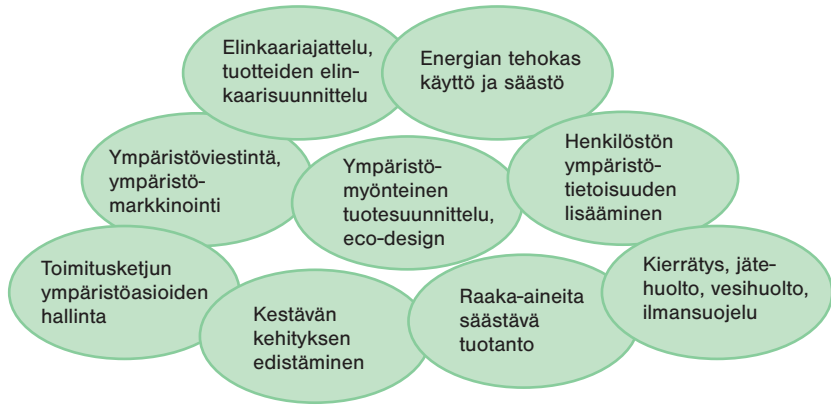 Elinkaariajattelu,
tuotteiden elin-
kaarisuunnittelu
Energian tehokas
käyttö ja säästö
Ympäristöviestintä,
ympäristö-
markkinointi
Ympäristö-
myönteinen
tuotesuunnittelu,
eco-design
Henkilöstön
ympäristö-
tietoisuuden
lisääminen
Toimitusketjun
ympäristöasioiden
hallinta
Kestävän
kehityksen
edistäminen
Raaka-aineita
säästävä
tuotanto
Kierrätys, jäte-
huolto, vesihuolto,
ilmansuojelu